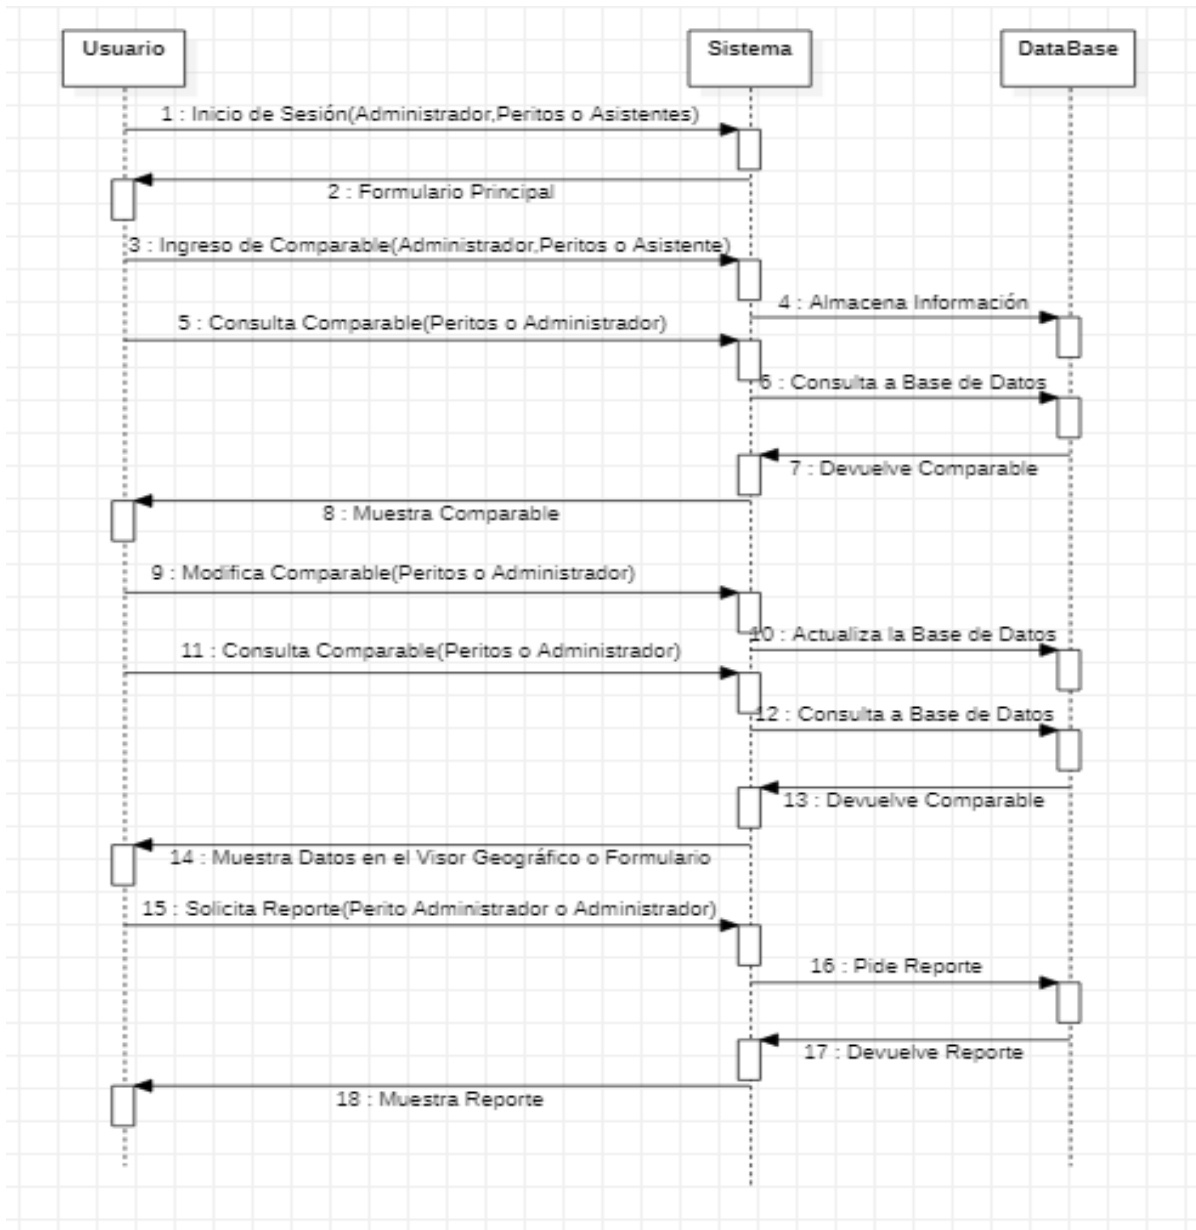 Usuario
Sistema
DataBase
1 : Inicio de Sesión(Administrador,Peritos o Asistentes)
2 : Formulario Principal
3 : Ingreso de Comparable(Administrador,Peritos o Asistente)
4 : Almacena Información
5 : Consulta Comparable(Peritos o Administrador)
6 : Consulta a Base de Datos
7 : Devuelve Comparable
8 : Muestra Comparable
9 : Modifica Comparable(Peritos o Administrador)
10 : Actualiza la Base de Datos
11 : Consulta Comparable(Peritos o Administrador)
12 : Consulta a Base de Datos
13 : Devuelve Comparable
14 : Muestra Datos en el Visor Geográfico o Formulario
15 : Solicita Reporte(Perito Administrador o Administrador)
16 : Pide Reporte
17 : Devuelve Reporte
18 : Muestra Reporte